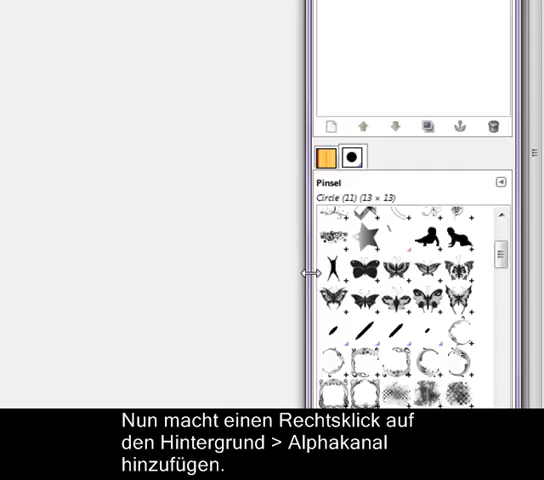 Pinsel
Circle (11) (13 × 13)
Nun macht einen Rechtsklick auf
den Hintergrund > Alphakanal
hinzufügen.